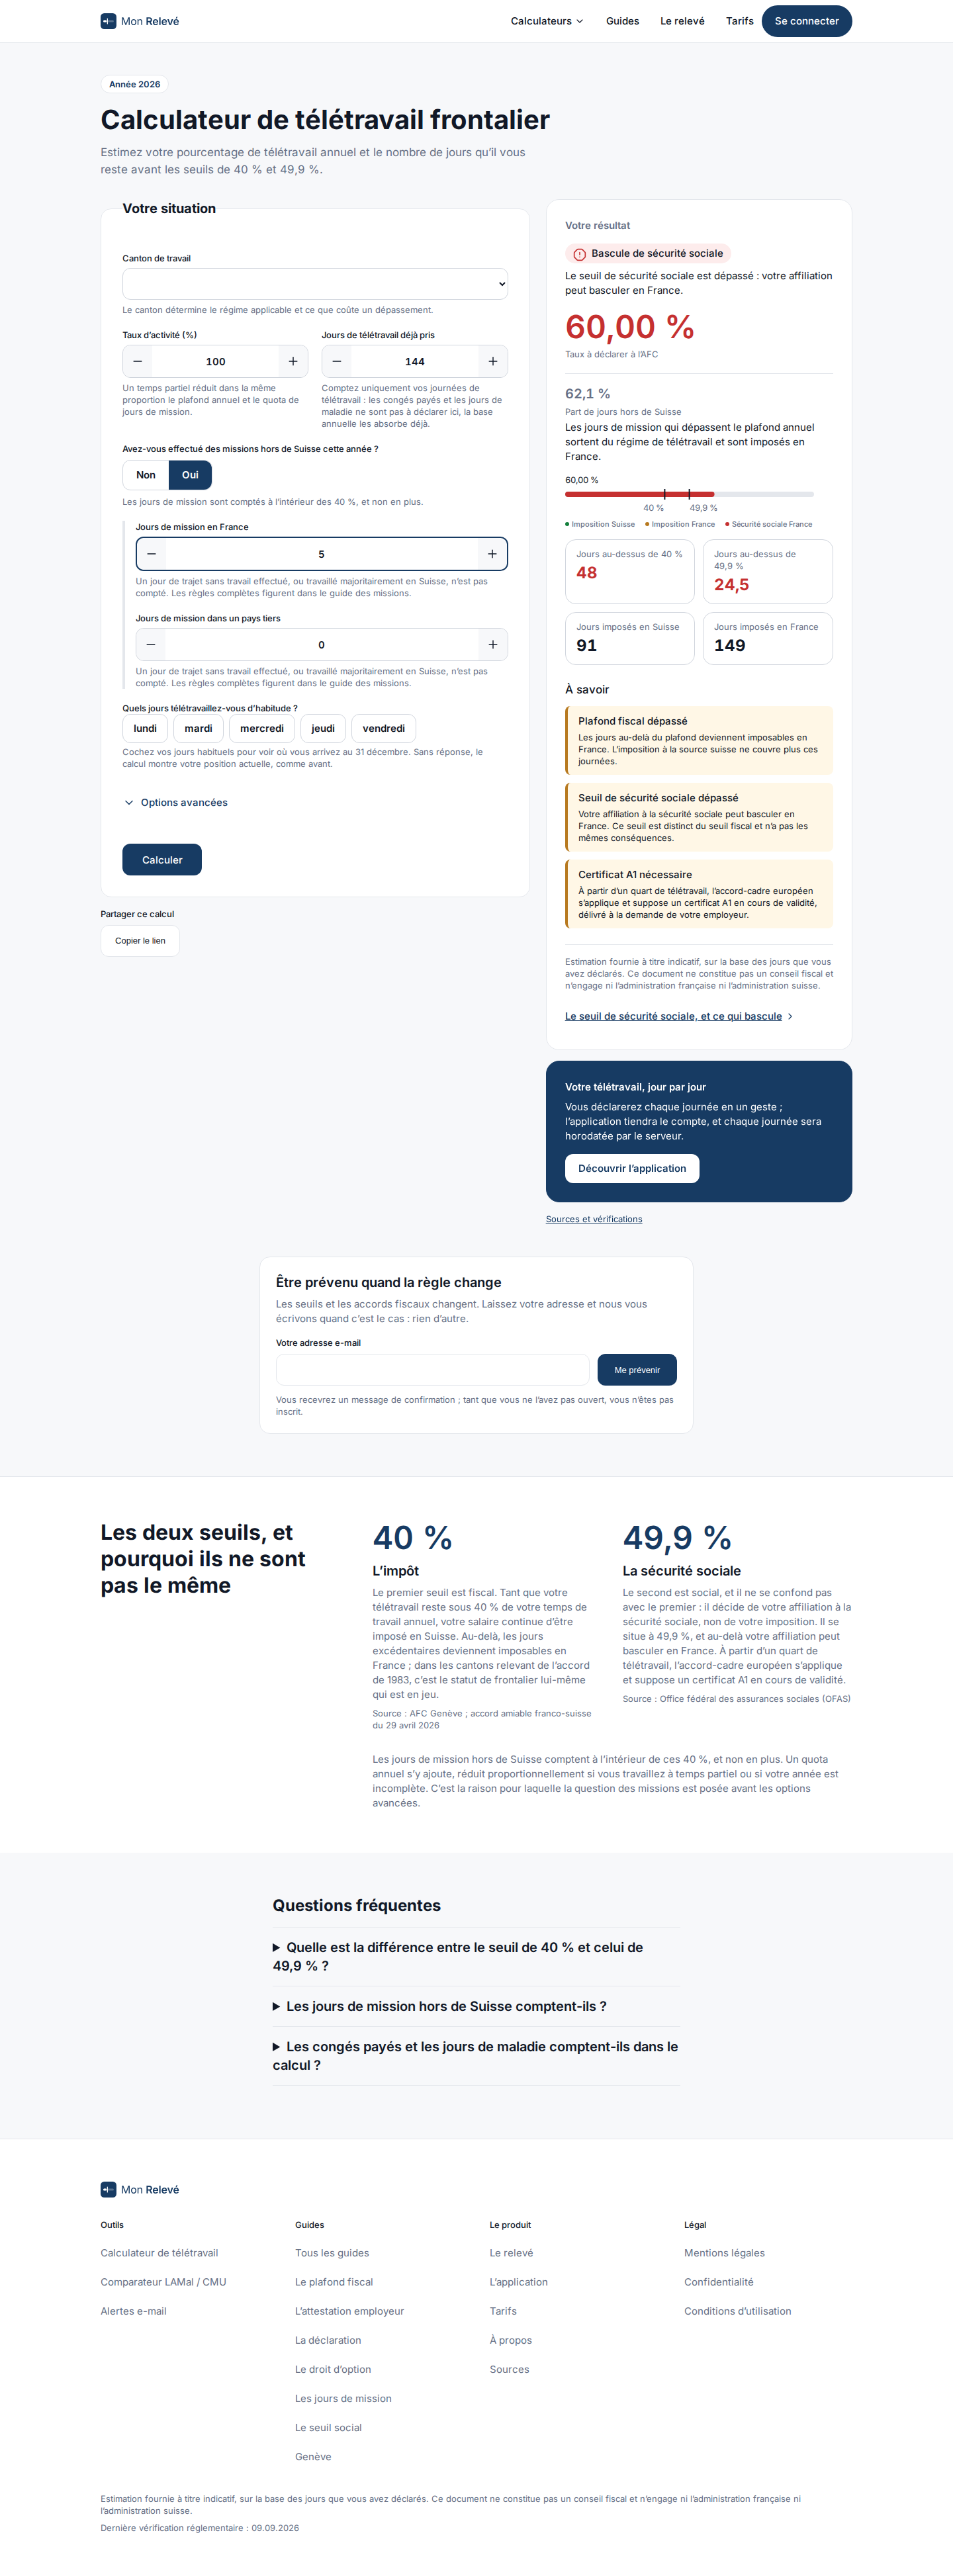 Mon Relevé
Calculateurs
Guides
Le relevé
Tarifs
Se connecter
Année 2026
Calculateur de télétravail frontalier
Estimez votre pourcentage de télétravail annuel et le nombre de jours qu’il vous
reste avant les seuils de 40 % et 49,9 %.
Votre situation
Canton de travail
Le canton détermine le régime applicable et ce que coûte un dépassement.
Taux d’activité (%)
100
Un temps partiel réduit dans la même
proportion le plafond annuel et le quota de
jours de mission.
Jours de télétravail déjà pris
144
Comptez uniquement vos journées de
télétravail : les congés payés et les jours de
maladie ne sont pas à déclarer ici, la base
annuelle les absorbe déjà.
Avez-vous effectué des missions hors de Suisse cette année ?
Non
Oui
Les jours de mission sont comptés à l’intérieur des 40 %, et non en plus.
Jours de mission en France
5
Un jour de trajet sans travail effectué, ou travaillé majoritairement en Suisse, n’est pas
compté. Les règles complètes figurent dans le guide des missions.
Jours de mission dans un pays tiers
0
Un jour de trajet sans travail effectué, ou travaillé majoritairement en Suisse, n’est pas
compté. Les règles complètes figurent dans le guide des missions.
Quels jours télétravaillez-vous d’habitude ?
lundi
mardi
mercredi
jeudi
vendredi
Cochez vos jours habituels pour voir où vous arrivez au 31 décembre. Sans réponse, le
calcul montre votre position actuelle, comme avant.
Options avancées
Calculer
Partager ce calcul
Copier le lien
Votre résultat
Bascule de sécurité sociale
Le seuil de sécurité sociale est dépassé : votre affiliation
peut basculer en France.
60,00 %
Taux à déclarer à l’AFC
62,1 %
Part de jours hors de Suisse
Les jours de mission qui dépassent le plafond annuel
sortent du régime de télétravail et sont imposés en
France.
60,00 %
40 %
49,9 %
Imposition Suisse
Imposition France
Sécurité sociale France
Jours au-dessus de 40 %
48
Jours au-dessus de
49,9 %
24,5
Jours imposés en Suisse
91
Jours imposés en France
149
À savoir
Plafond fiscal dépassé
Les jours au-delà du plafond deviennent imposables en
France. L’imposition à la source suisse ne couvre plus ces
journées.
Seuil de sécurité sociale dépassé
Votre affiliation à la sécurité sociale peut basculer en
France. Ce seuil est distinct du seuil fiscal et n’a pas les
mêmes conséquences.
Certificat A1 nécessaire
À partir d’un quart de télétravail, l’accord-cadre européen
s’applique et suppose un certificat A1 en cours de validité,
délivré à la demande de votre employeur.
Estimation fournie à titre indicatif, sur la base des jours que vous
avez déclarés. Ce document ne constitue pas un conseil fiscal et
n’engage ni l’administration française ni l’administration suisse.
Le seuil de sécurité sociale, et ce qui bascule
Votre télétravail, jour par jour
Vous déclarerez chaque journée en un geste ;
l’application tiendra le compte, et chaque journée sera
horodatée par le serveur.
Découvrir l’application
Sources et vérifications
Être prévenu quand la règle change
Les seuils et les accords fiscaux changent. Laissez votre adresse et nous vous
écrivons quand c’est le cas : rien d’autre.
Votre adresse e-mail
Me prévenir
Vous recevrez un message de confirmation ; tant que vous ne l’avez pas ouvert, vous n’êtes pas
inscrit.
Les deux seuils, et
pourquoi ils ne sont
pas le même
40 %
L’impôt
Le premier seuil est fiscal. Tant que votre
télétravail reste sous 40 % de votre temps de
travail annuel, votre salaire continue d’être
imposé en Suisse. Au-delà, les jours
excédentaires deviennent imposables en
France ; dans les cantons relevant de l’accord
de 1983, c’est le statut de frontalier lui-même
qui est en jeu.
Source : AFC Genève ; accord amiable franco-suisse
du 29 avril 2026
49,9 %
La sécurité sociale
Le second est social, et il ne se confond pas
avec le premier : il décide de votre affiliation à la
sécurité sociale, non de votre imposition. Il se
situe à 49,9 %, et au-delà votre affiliation peut
basculer en France. À partir d’un quart de
télétravail, l’accord-cadre européen s’applique
et suppose un certificat A1 en cours de validité.
Source : Office fédéral des assurances sociales (OFAS)
Les jours de mission hors de Suisse comptent à l’intérieur de ces 40 %, et non en plus. Un quota
annuel s’y ajoute, réduit proportionnellement si vous travaillez à temps partiel ou si votre année est
incomplète. C’est la raison pour laquelle la question des missions est posée avant les options
avancées.
Questions fréquentes
Quelle est la différence entre le seuil de 40 % et celui de
49,9 % ?
Les jours de mission hors de Suisse comptent-ils ?
Les congés payés et les jours de maladie comptent-ils dans le
calcul ?
Mon Relevé
Outils
Calculateur de télétravail
Comparateur LAMal / CMU
Alertes e-mail
Guides
Tous les guides
Le plafond fiscal
L’attestation employeur
La déclaration
Le droit d’option
Les jours de mission
Le seuil social
Genève
Le produit
Le relevé
L’application
Tarifs
À propos
Sources
Légal
Mentions légales
Confidentialité
Conditions d’utilisation
Estimation fournie à titre indicatif, sur la base des jours que vous avez déclarés. Ce document ne constitue pas un conseil fiscal et n’engage ni l’administration française ni
l’administration suisse.
Dernière vérification réglementaire : 09.09.2026